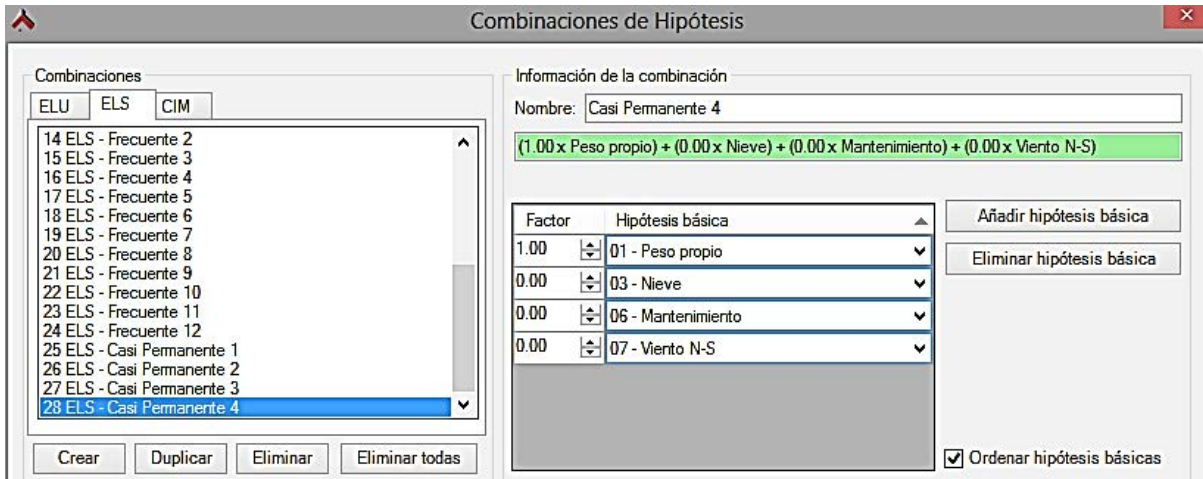 Combinaciones de Hipótesis
Combinaciones
ELU ELS CIM
14 ELS - Frecuente 2
15 ELS - Frecuente 3
16 ELS - Frecuente 4
17 ELS - Frecuente 5
18 ELS - Frecuente 6
19 ELS - Frecuente 7
20 ELS - Frecuente 8
21 ELS - Frecuente 9
22 ELS - Frecuente 10
23 ELS - Frecuente 11
24 ELS - Frecuente 12
25 ELS - Casi Permanente 1
26 ELS - Casi Permanente 2
27 ELS - Casi Permanente 3
28 ELS - Casi Permanente 4
Crear Duplicar Eliminar Eliminar todas
Información de la combinación
Nombre: Casi Permanente 4
(1.00 x Peso propio) + (0.00 x Nieve) + (0.00 x Mantenimiento) + (0.00 x Viento N-S)
Factor Hipótesis básica
1.00 01 - Peso propio
0.00 03 - Nieve
0.00 06 - Mantenimiento
0.00 07 - Viento N-S
Añadir hipótesis básica
Eliminar hipótesis básica
Ordenar hipótesis básicas